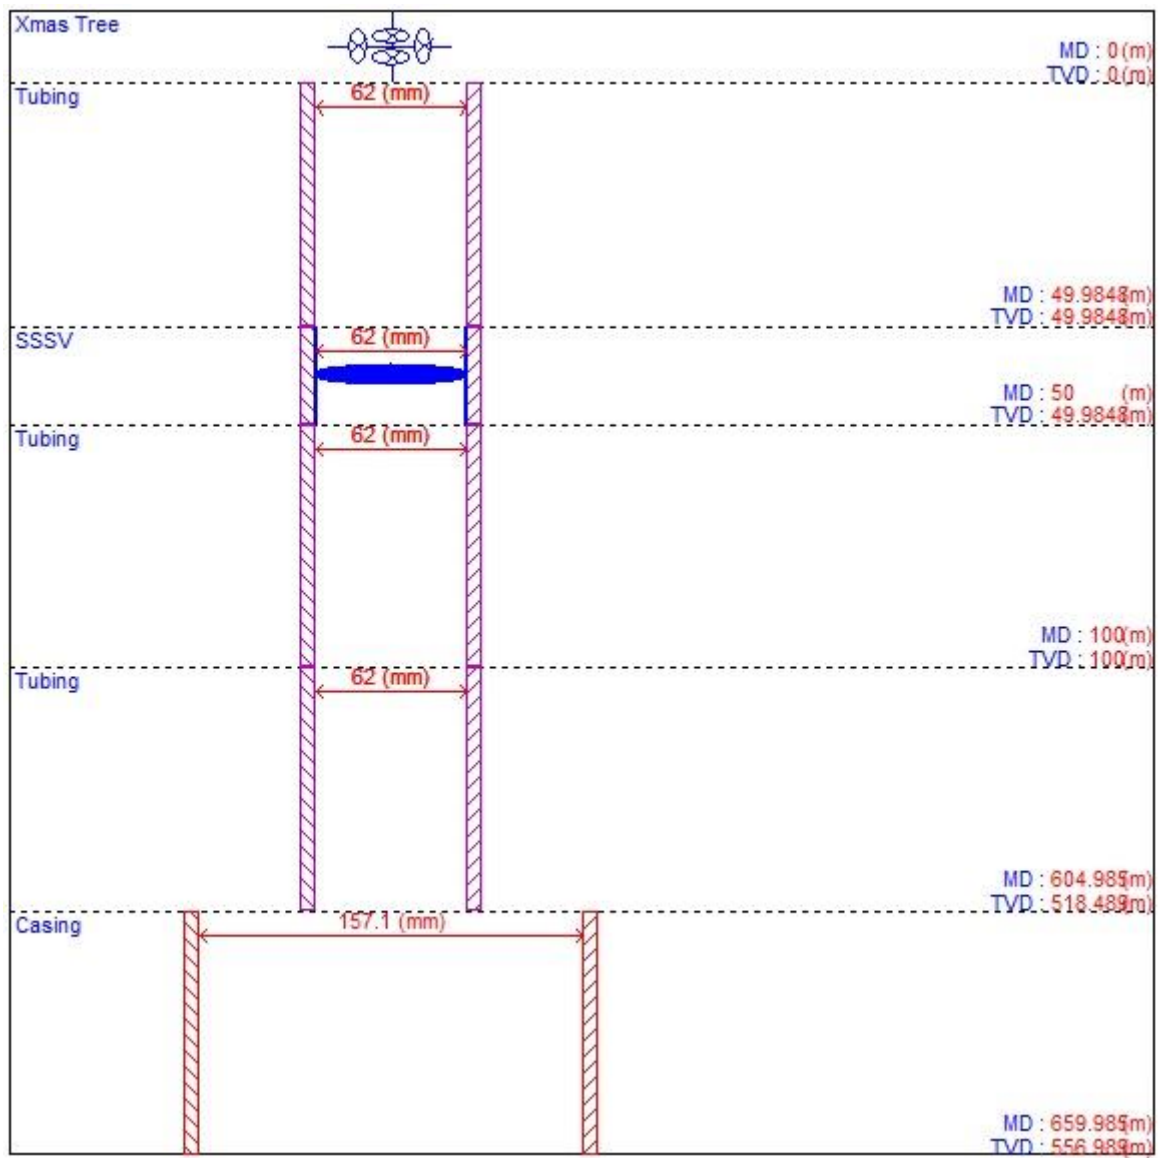 Xmas Tree
MD : 0 (m)
TVD : 0 (m)
Tubing
62 (mm)
MD : 49.9848(m)
TVD : 49.9848(m)
SSSV
62 (mm)
MD : 50 (m)
TVD : 49.9848(m)
Tubing
62 (mm)
MD : 100(m)
TVD : 100(m)
Tubing
62 (mm)
MD : 604.985(m)
TVD : 518.489(m)
Casing
157.1 (mm)
MD : 659.985(m)
TVD : 556.989(m)